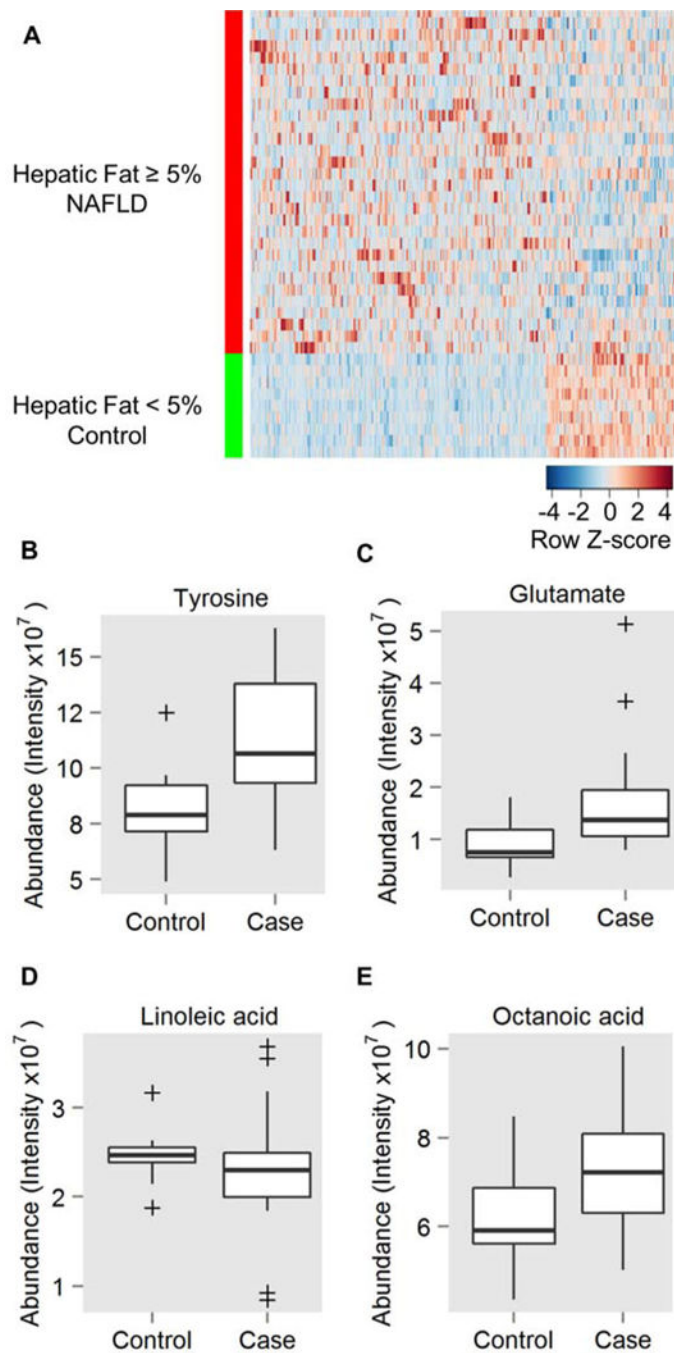 A
Hepatic Fat ≥ 5%
NAFLD
Hepatic Fat < 5%
Control
-4 -2 0 2 4
Row Z-score
B
Tyrosine
Abundance (Intensity x10⁷ )
15
12
10
8
5
Control Case
C
Glutamate
Abundance (Intensity x10⁷ )
5
4
3
2
1
Control Case
D
Linoleic acid
Abundance (Intensity x10⁷ )
3
2
1
Control Case
E
Octanoic acid
Abundance (Intensity x10⁷ )
10
8
6
Control Case